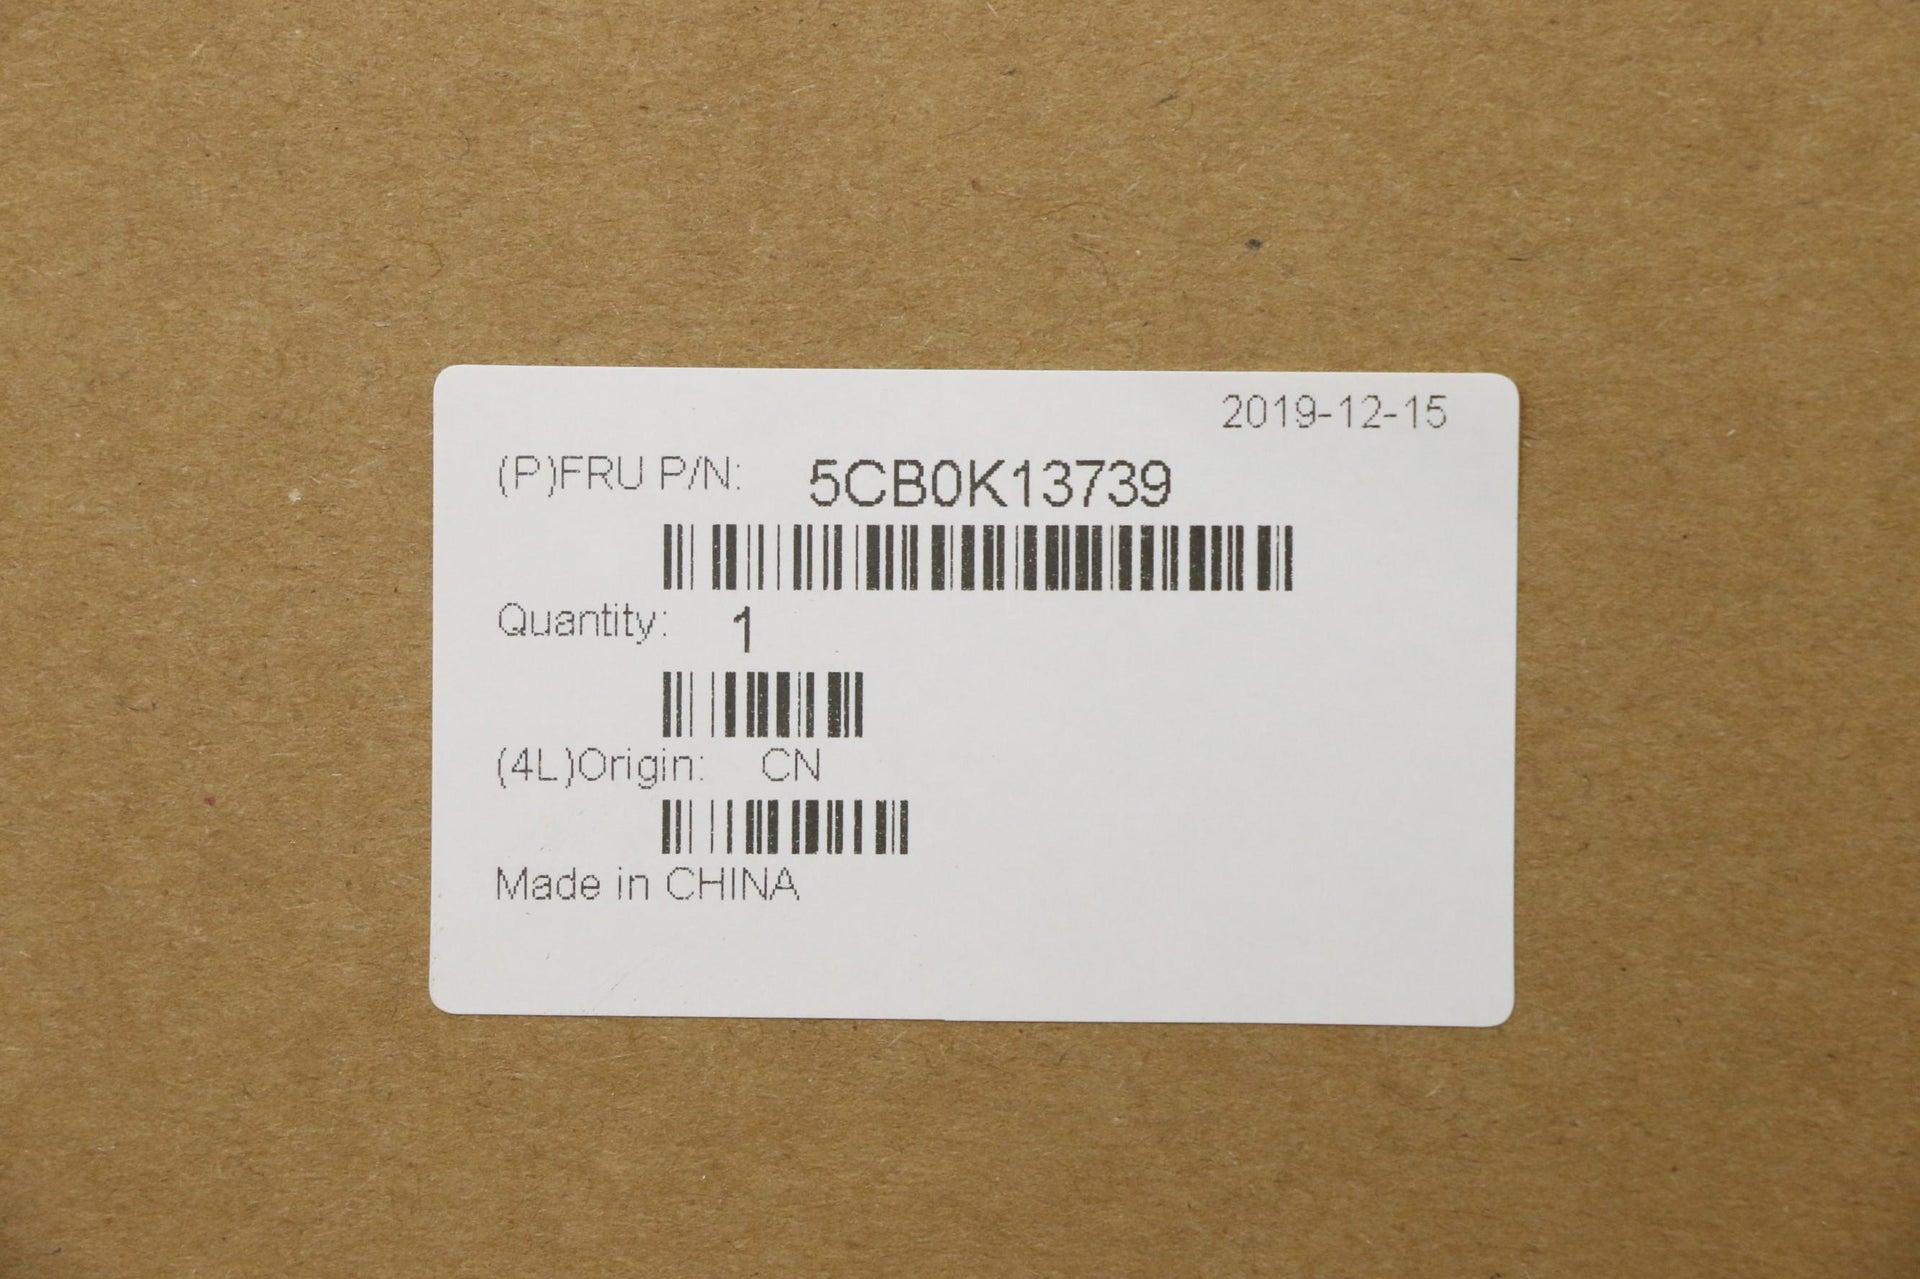 2019-12-15
(P)FRU P/N: 5CB0K13739
Quantity: 1
(4L)Origin: CN
Made in CHINA